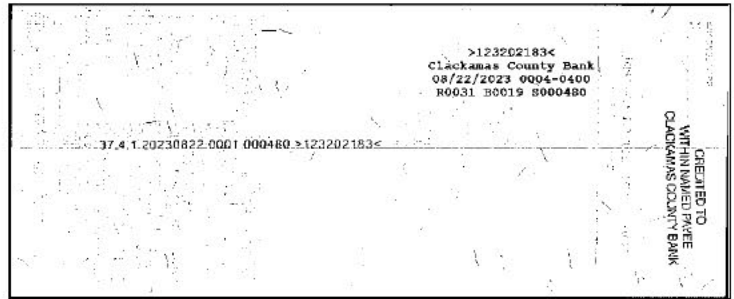 >123202183<
Clackamas County Bank
08/22/2023 0004-0400
R0031 B0019 S000480
37.4.1.20230822.0001.000480.>123202183<
CREDITED TO
WITHIN NAMED PAYEE
CLACKAMAS COUNTY BANK